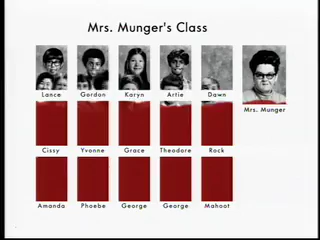 Mrs. Munger's Class
Lance Gordon Karyn Artie Dawn
Mrs. Munger
Cissy Yvonne Grace Theodore Rock
Amanda Phoebe George George Mahoot